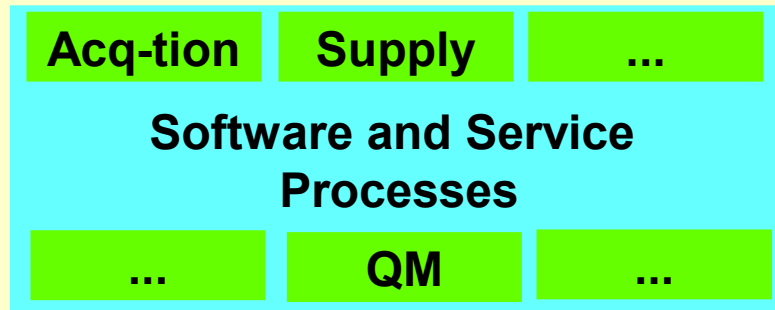 Acq-tion Supply ...
Software and Service
Processes
... QM ...